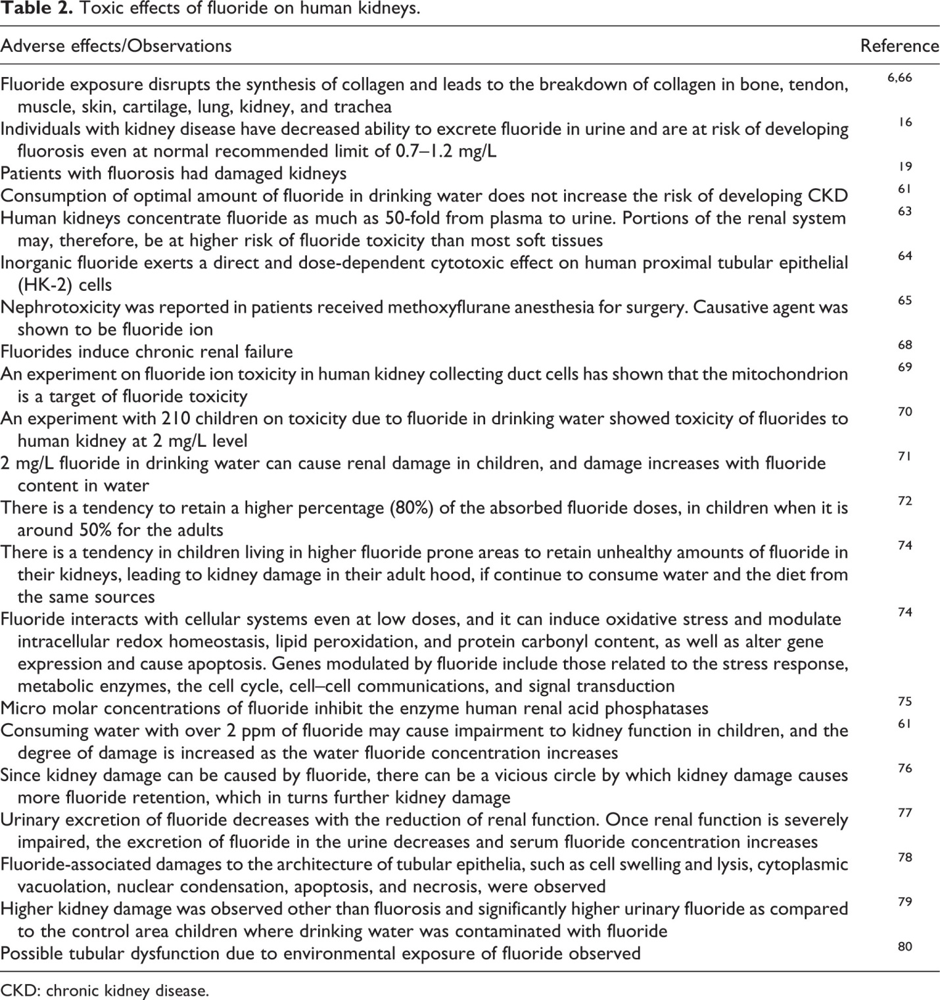 Table 2. Toxic effects of fluoride on human kidneys.
Adverse effects/Observations Reference
Fluoride exposure disrupts the synthesis of collagen and leads to the breakdown of collagen in bone, tendon, 6,66
muscle, skin, cartilage, lung, kidney, and trachea
Individuals with kidney disease have decreased ability to excrete fluoride in urine and are at risk of developing 16
fluorosis even at normal recommended limit of 0.7–1.2 mg/L
Patients with fluorosis had damaged kidneys 19
Consumption of optimal amount of fluoride in drinking water does not increase the risk of developing CKD 61
Human kidneys concentrate fluoride as much as 50-fold from plasma to urine. Portions of the renal system 63
may, therefore, be at higher risk of fluoride toxicity than most soft tissues
Inorganic fluoride exerts a direct and dose-dependent cytotoxic effect on human proximal tubular epithelial 64
(HK-2) cells
Nephrotoxicity was reported in patients received methoxyflurane anesthesia for surgery. Causative agent was 65
shown to be fluoride ion
Fluorides induce chronic renal failure 68
An experiment on fluoride ion toxicity in human kidney collecting duct cells has shown that the mitochondrion 69
is a target of fluoride toxicity
An experiment with 210 children on toxicity due to fluoride in drinking water showed toxicity of fluorides to 70
human kidney at 2 mg/L level
2 mg/L fluoride in drinking water can cause renal damage in children, and damage increases with fluoride 71
content in water
There is a tendency to retain a higher percentage (80%) of the absorbed fluoride doses, in children when it is 72
around 50% for the adults
There is a tendency in children living in higher fluoride prone areas to retain unhealthy amounts of fluoride in 74
their kidneys, leading to kidney damage in their adult hood, if continue to consume water and the diet from
the same sources
Fluoride interacts with cellular systems even at low doses, and it can induce oxidative stress and modulate 74
intracellular redox homeostasis, lipid peroxidation, and protein carbonyl content, as well as alter gene
expression and cause apoptosis. Genes modulated by fluoride include those related to the stress response,
metabolic enzymes, the cell cycle, cell–cell communications, and signal transduction
Micro molar concentrations of fluoride inhibit the enzyme human renal acid phosphatases 75
Consuming water with over 2 ppm of fluoride may cause impairment to kidney function in children, and the 61
degree of damage is increased as the water fluoride concentration increases
Since kidney damage can be caused by fluoride, there can be a vicious circle by which kidney damage causes 76
more fluoride retention, which in turns further kidney damage
Urinary excretion of fluoride decreases with the reduction of renal function. Once renal function is severely 77
impaired, the excretion of fluoride in the urine decreases and serum fluoride concentration increases
Fluoride-associated damages to the architecture of tubular epithelia, such as cell swelling and lysis, cytoplasmic 78
vacuolation, nuclear condensation, apoptosis, and necrosis, were observed
Higher kidney damage was observed other than fluorosis and significantly higher urinary fluoride as compared 79
to the control area children where drinking water was contaminated with fluoride
Possible tubular dysfunction due to environmental exposure of fluoride observed 80
CKD: chronic kidney disease.